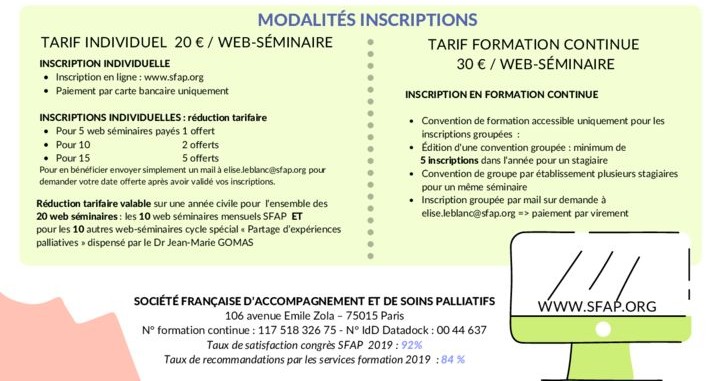 MODALITÉS INSCRIPTIONS
TARIF INDIVIDUEL 20 € / WEB-SÉMINAIRE
INSCRIPTION INDIVIDUELLE
• Inscription en ligne : www.sfap.org
• Paiement par carte bancaire uniquement
INSCRIPTIONS INDIVIDUELLES : réduction tarifaire
• Pour 5 web séminaires payés 1 offert
• Pour 10 2 offerts
• Pour 15 5 offerts
Pour en bénéficier envoyer simplement un mail à elise.leblanc@sfap.org pour
demander votre date offerte après avoir validé vos inscriptions.
Réduction tarifaire valable sur une année civile pour l'ensemble des
20 web séminaires : les 10 web séminaires mensuels SFAP ET
pour les 10 autres web-séminaires cycle spécial « Partage d'expériences
palliatives » dispensé par le Dr Jean-Marie GOMAS
TARIF FORMATION CONTINUE
30 € / WEB-SÉMINAIRE
INSCRIPTION EN FORMATION CONTINUE
• Convention de formation accessible uniquement pour les
inscriptions groupées :
• Édition d'une convention groupée : minimum de
5 inscriptions dans l'année pour un stagiaire
• Convention de groupe par établissement plusieurs stagiaires
pour un même séminaire
• Inscription groupée par mail sur demande à
elise.leblanc@sfap.org => paiement par virement
WWW.SFAP.ORG
SOCIÉTÉ FRANÇAISE D'ACCOMPAGNEMENT ET DE SOINS PALLIATIFS
106 avenue Emile Zola – 75015 Paris
N° formation continue : 117 518 326 75 - N° IdD Datadock : 00 44 637
Taux de satisfaction congrès SFAP 2019 : 92%
Taux de recommandations par les services formation 2019 : 84 %